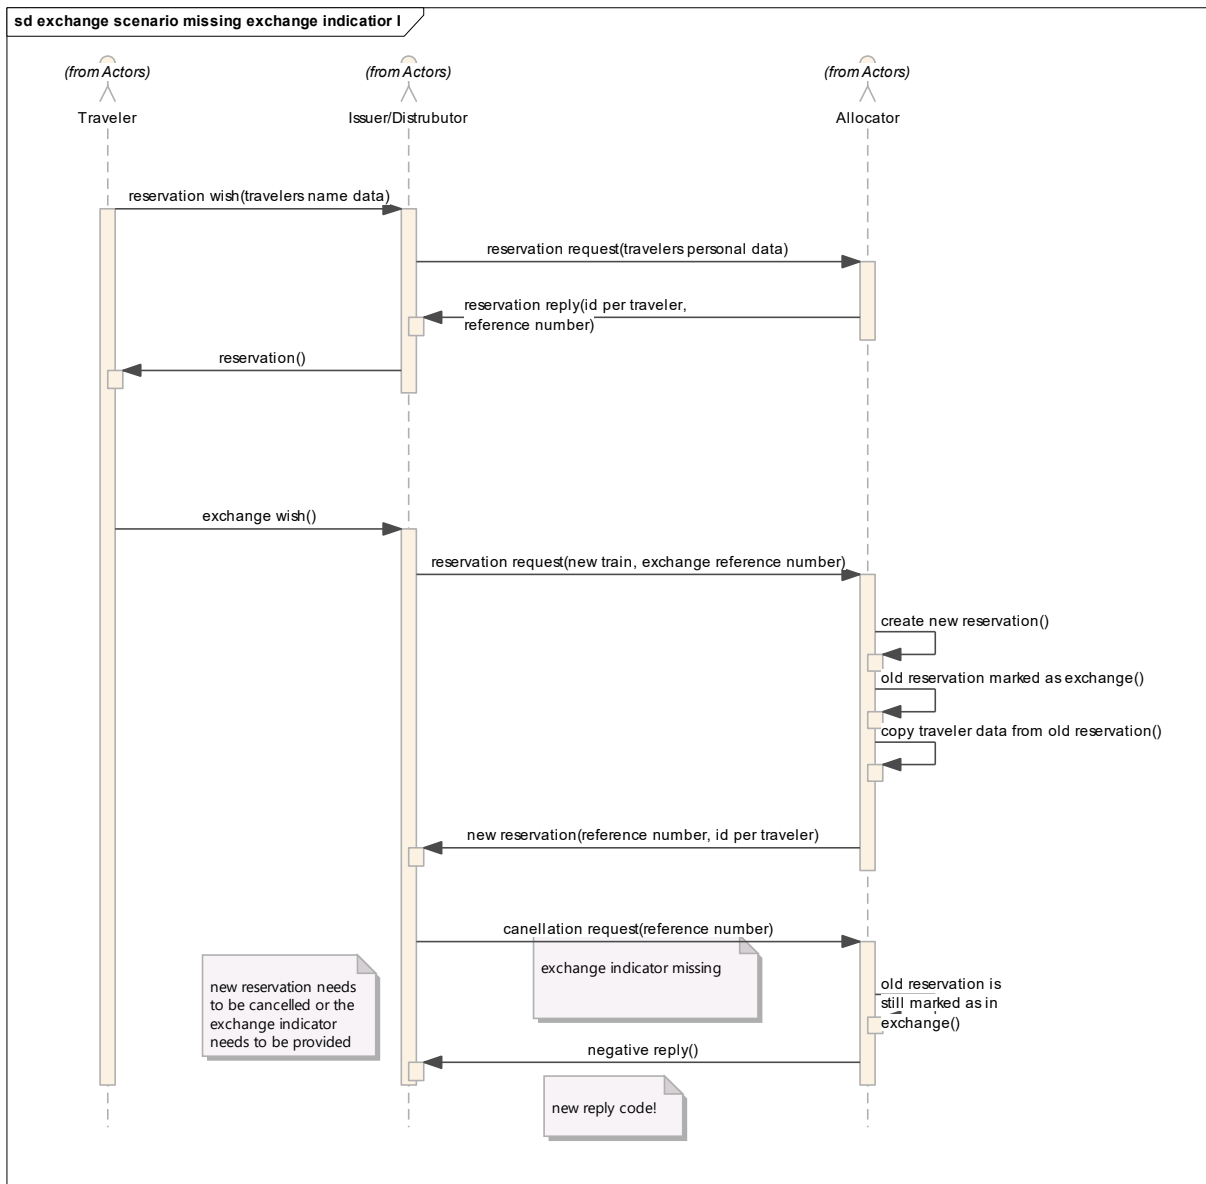 sd exchange scenario missing exchange indicatior I
(from Actors)
(from Actors)
(from Actors)
Traveler
Issuer/Distrubutor
Allocator
reservation wish(travelers name data)
reservation request(travelers personal data)
reservation reply(id per traveler,
reference number)
reservation()
exchange wish()
reservation request(new train, exchange reference number)
create new reservation()
old reservation marked as exchange()
copy traveler data from old reservation()
new reservation(reference number, id per traveler)
canellation request(reference number)
exchange indicator missing
new reservation needs
to be cancelled or the
exchange indicator
needs to be provided
old reservation is
still marked as in
exchange()
negative reply()
new reply code!